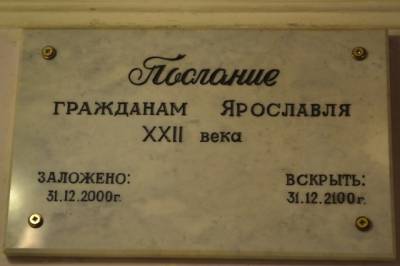 Послание
ГРАЖДАНАМ ЯРОСЛАВЛЯ
XXII века
ЗАЛОЖЕНО: ВСКРЫТЬ:
31.12.2000г. 31.12.2100г.